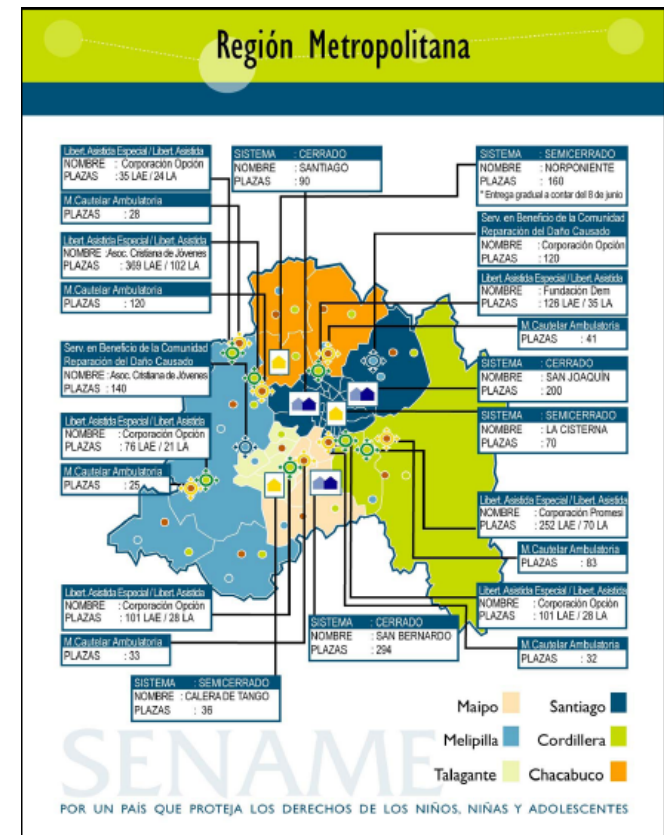 Región Metropolitana
Libert. Asistida Especial / Libert. Asistida
NOMBRE : Corporación Opción
PLAZAS : 35 LAE / 24 LA
M.Cautelar Ambulatoria
PLAZAS : 28
Libert. Asistida Especial / Libert. Asistida
NOMBRE :Asoc. Cristiana de Jóvenes
PLAZAS : 369 LAE / 102 LA
M.Cautelar Ambulatoria
PLAZAS : 120
Serv. en Beneficio de la Comunidad
Reparación del Daño Causado
NOMBRE :Asoc. Cristiana de Jóvenes
PLAZAS : 140
Libert. Asistida Especial / Libert. Asistida
NOMBRE : Corporación Opción
PLAZAS : 76 LAE / 21 LA
M.Cautelar Ambulatoria
PLAZAS : 25
Libert. Asistida Especial / Libert. Asistida
NOMBRE : Corporación Opción
PLAZAS : 101 LAE / 28 LA
M.Cautelar Ambulatoria
PLAZAS : 33
SISTEMA : SEMICERRADO
NOMBRE : CALERA DE TANGO
PLAZAS : 36
SISTEMA : CERRADO
NOMBRE : SANTIAGO
PLAZAS : 90
SISTEMA : CERRADO
NOMBRE : SAN BERNARDO
PLAZAS : 294
SISTEMA : SEMICERRADO
NOMBRE : NORPONIENTE
PLAZAS : 160
* Entrega gradual a contar del 8 de junio
Serv. en Beneficio de la Comunidad
Reparación del Daño Causado
NOMBRE : Corporación Opción
PLAZAS : 120
Libert. Asistida Especial / Libert. Asistida
NOMBRE : Fundación Dem
PLAZAS : 126 LAE / 35 LA
M.Cautelar Ambulatoria
PLAZAS : 41
SISTEMA : CERRADO
NOMBRE : SAN JOAQUÍN
PLAZAS : 200
SISTEMA : SEMICERRADO
NOMBRE : LA CISTERNA
PLAZAS : 70
Libert. Asistida Especial / Libert. Asistida
NOMBRE : Corporación Promesi
PLAZAS : 252 LAE / 70 LA
M.Cautelar Ambulatoria
PLAZAS : 83
Libert. Asistida Especial / Libert. Asistida
NOMBRE : Corporación Opción
PLAZAS : 101 LAE / 28 LA
M.Cautelar Ambulatoria
PLAZAS : 32
Maipo Santiago
Melipilla Cordillera
Talagante Chacabuco
SENAME
POR UN PAÍS QUE PROTEJA LOS DERECHOS DE LOS NIÑOS, NIÑAS Y ADOLESCENTES